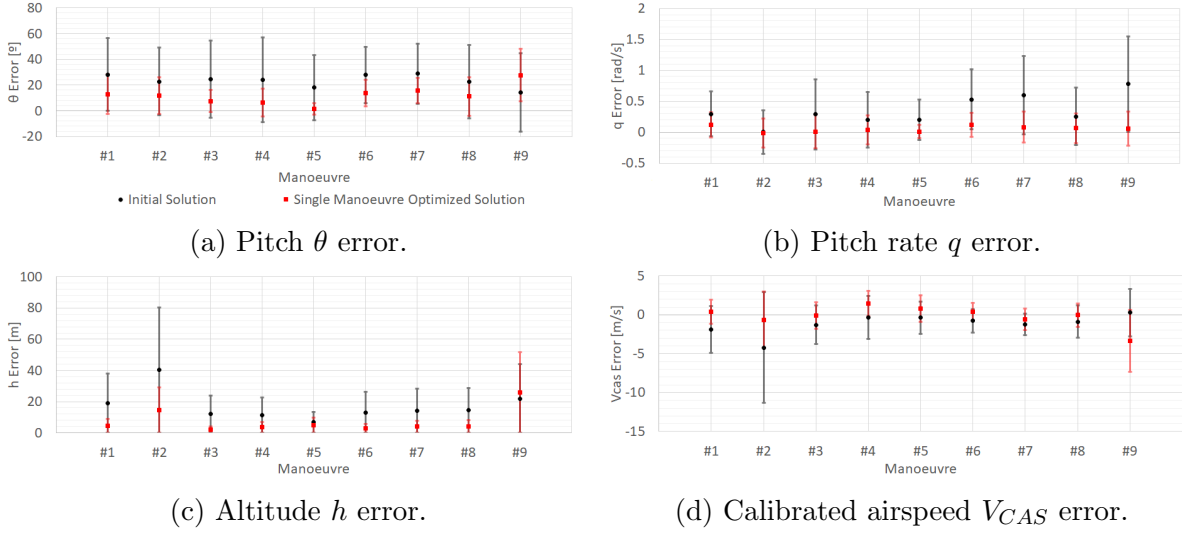 80
60
40
20
0
-20
θ Error [º]
#1 #2 #3 #4 #5 #6 #7 #8 #9
Manoeuvre
Initial Solution Single Manoeuvre Optimized Solution
(a) Pitch θ error.
2
1.5
1
0.5
0
-0.5
q Error [rad/s]
#1 #2 #3 #4 #5 #6 #7 #8 #9
Manoeuvre
(b) Pitch rate q error.
100
80
60
40
20
0
h Error [m]
#1 #2 #3 #4 #5 #6 #7 #8 #9
Manoeuvre
(c) Altitude h error.
5
0
-5
-10
-15
Vcas Error [m/s]
#1 #2 #3 #4 #5 #6 #7 #8 #9
Manoeuvre
(d) Calibrated airspeed V_CAS error.